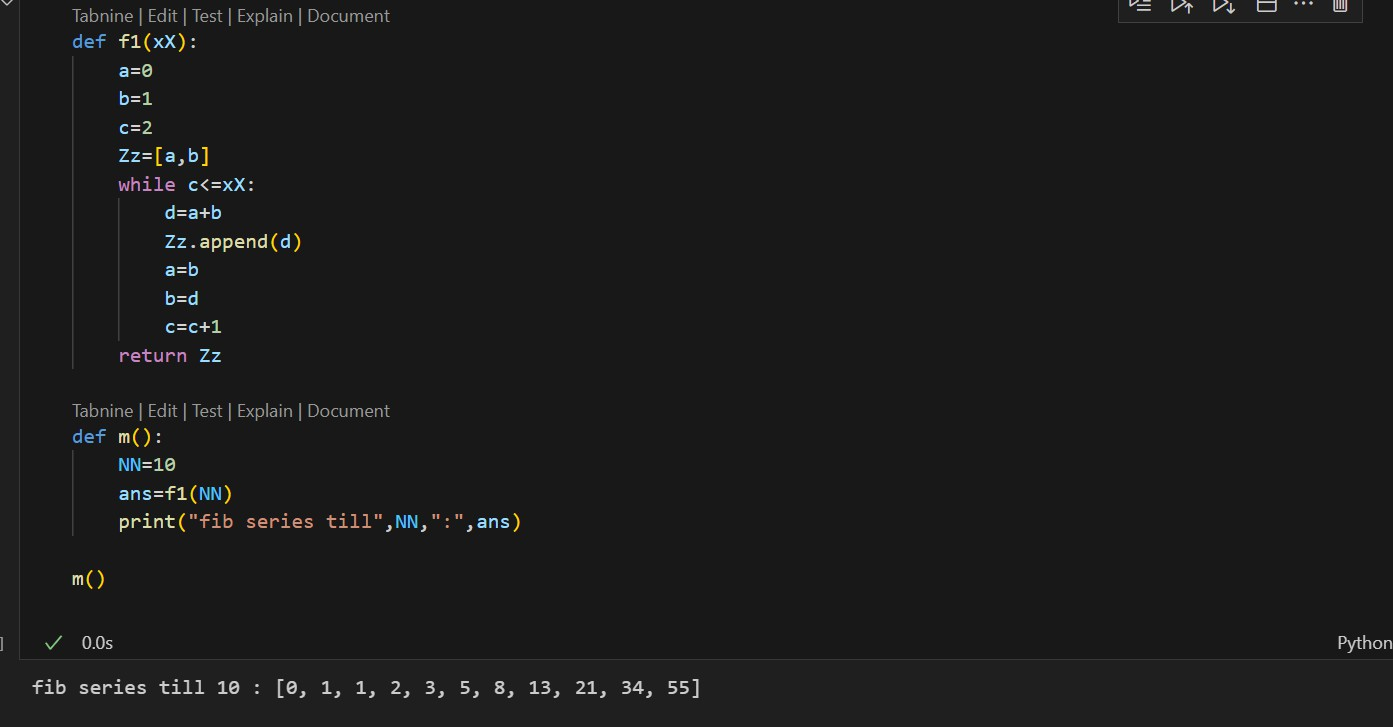 Tabnine | Edit | Test | Explain | Document
def f1(xX):
    a=0
    b=1
    c=2
    Zz=[a,b]
    while c<=xX:
        d=a+b
        Zz.append(d)
        a=b
        b=d
        c=c+1
    return Zz
Tabnine | Edit | Test | Explain | Document
def m():
    NN=10
    ans=f1(NN)
    print("fib series till",NN,":",ans)
m()
] 0.0s Python
fib series till 10 : [0, 1, 1, 2, 3, 5, 8, 13, 21, 34, 55]